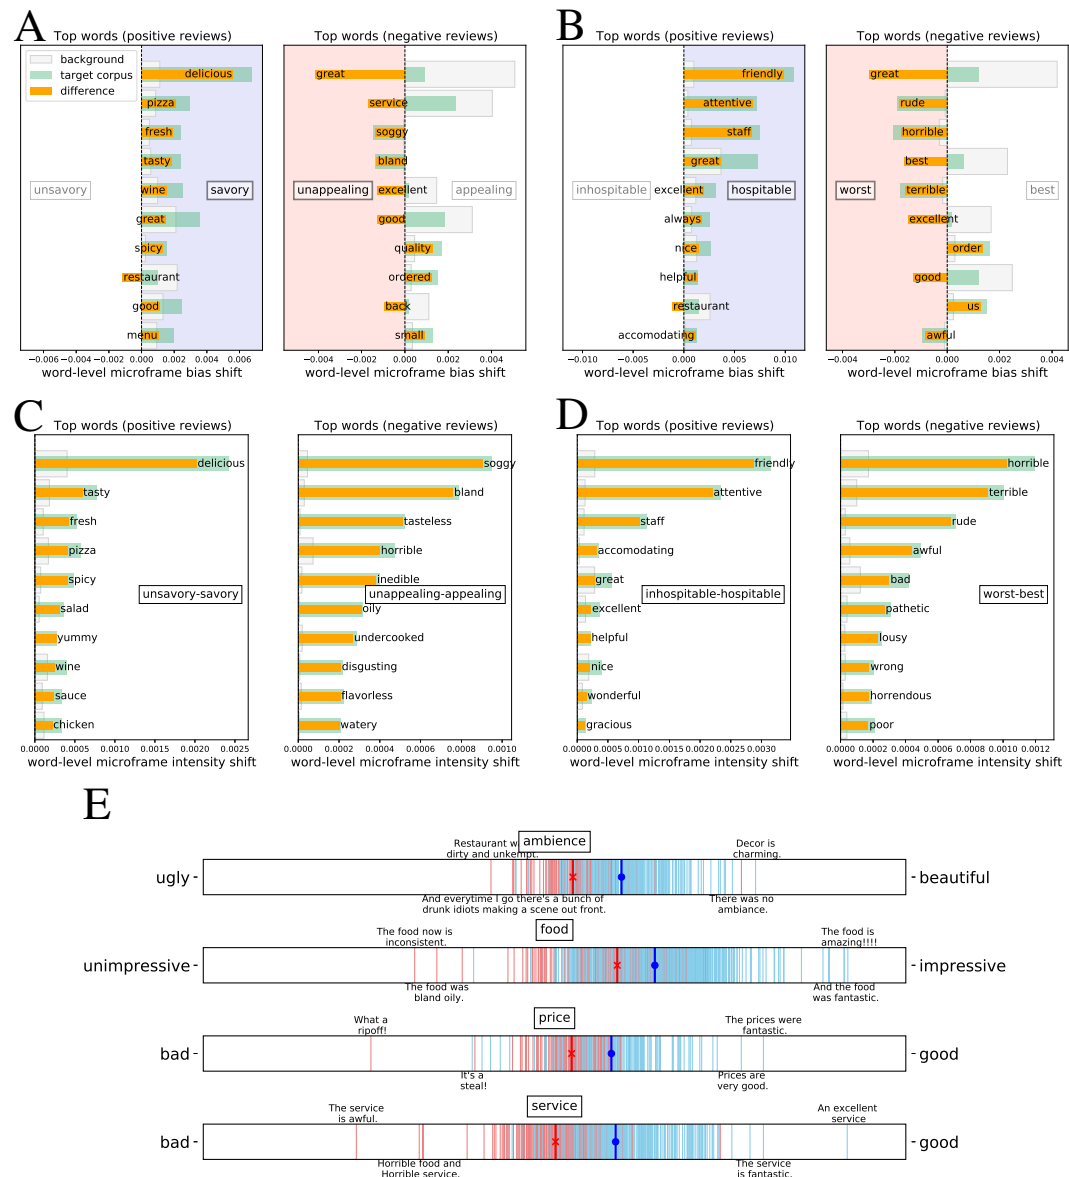 A
Top words (positive reviews)
background
target corpus
difference
delicious
pizza
fresh
tasty
wine
unsavory
savory
great
spicy
restaurant
good
menu
−0.006 −0.004 −0.002 0.000 0.002 0.004 0.006
word-level microframe bias shift
Top words (negative reviews)
great
service
soggy
bland
excellent
unappealing
appealing
good
quality
ordered
back
small
−0.004 −0.002 0.000 0.002 0.004
word-level microframe bias shift
B
Top words (positive reviews)
friendly
attentive
staff
great
excellent
inhospitable
hospitable
always
nice
helpful
restaurant
accomodating
−0.010 −0.005 0.000 0.005 0.010
word-level microframe bias shift
Top words (negative reviews)
great
rude
horrible
best
terrible
worst
best
excellent
order
good
us
awful
−0.004 −0.002 0.000 0.002 0.004
word-level microframe bias shift
C
Top words (positive reviews)
delicious
tasty
fresh
pizza
spicy
unsavory-savory
salad
yummy
wine
sauce
chicken
0.0000 0.0005 0.0010 0.0015 0.0020 0.0025
word-level microframe intensity shift
Top words (negative reviews)
soggy
bland
tasteless
horrible
inedible
unappealing-appealing
oily
undercooked
disgusting
flavorless
watery
0.0000 0.0002 0.0004 0.0006 0.0008 0.0010
word-level microframe intensity shift
D
Top words (positive reviews)
friendly
attentive
staff
accomodating
great
inhospitable-hospitable
excellent
helpful
nice
wonderful
gracious
0.0000 0.0005 0.0010 0.0015 0.0020 0.0025 0.0030
word-level microframe intensity shift
Top words (negative reviews)
horrible
terrible
rude
awful
bad
worst-best
pathetic
lousy
wrong
horrendous
poor
0.0000 0.0002 0.0004 0.0006 0.0008 0.0010 0.0012
word-level microframe intensity shift
E
ambience
Restaurant w
dirty and unkempt.
Decor is
charming.
ugly
beautiful
And everytime I go there's a bunch of
drunk idiots making a scene out front.
There was no
ambiance.
food
The food now is
inconsistent.
The food is
amazing!!!!
unimpressive
impressive
The food was
bland oily.
And the food
was fantastic.
price
What a
ripoff!
The prices were
fantastic.
bad
good
It's a
steal!
Prices are
very good.
service
The service
is awful.
An excellent
service
bad
good
Horrible food and
Horrible service.
The service
is fantastic.